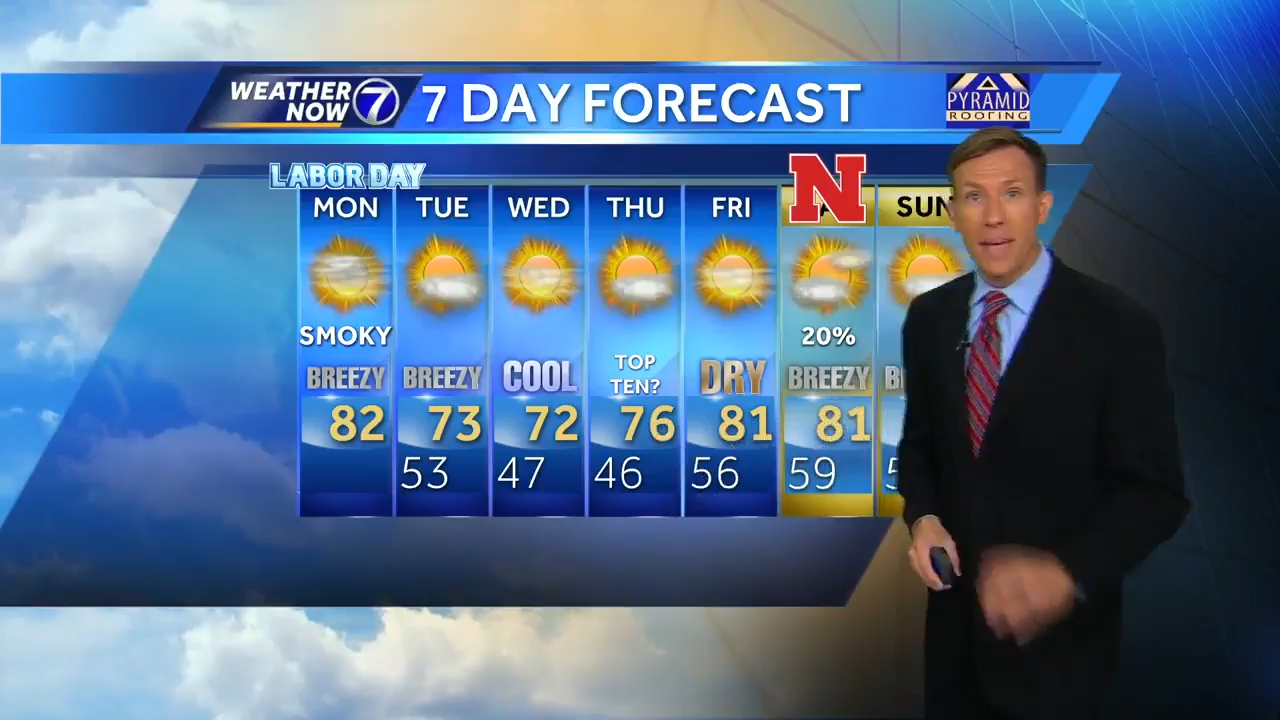 WEATHER
NOW 7
7 DAY FORECAST
PYRAMID
ROOFING
LABOR DAY
N
MON TUE WED THU FRI SUN
SMOKY 20%
TOP
TEN?
BREEZY BREEZY COOL DRY BREEZY
82 73 72 76 81 81
53 47 46 56 59